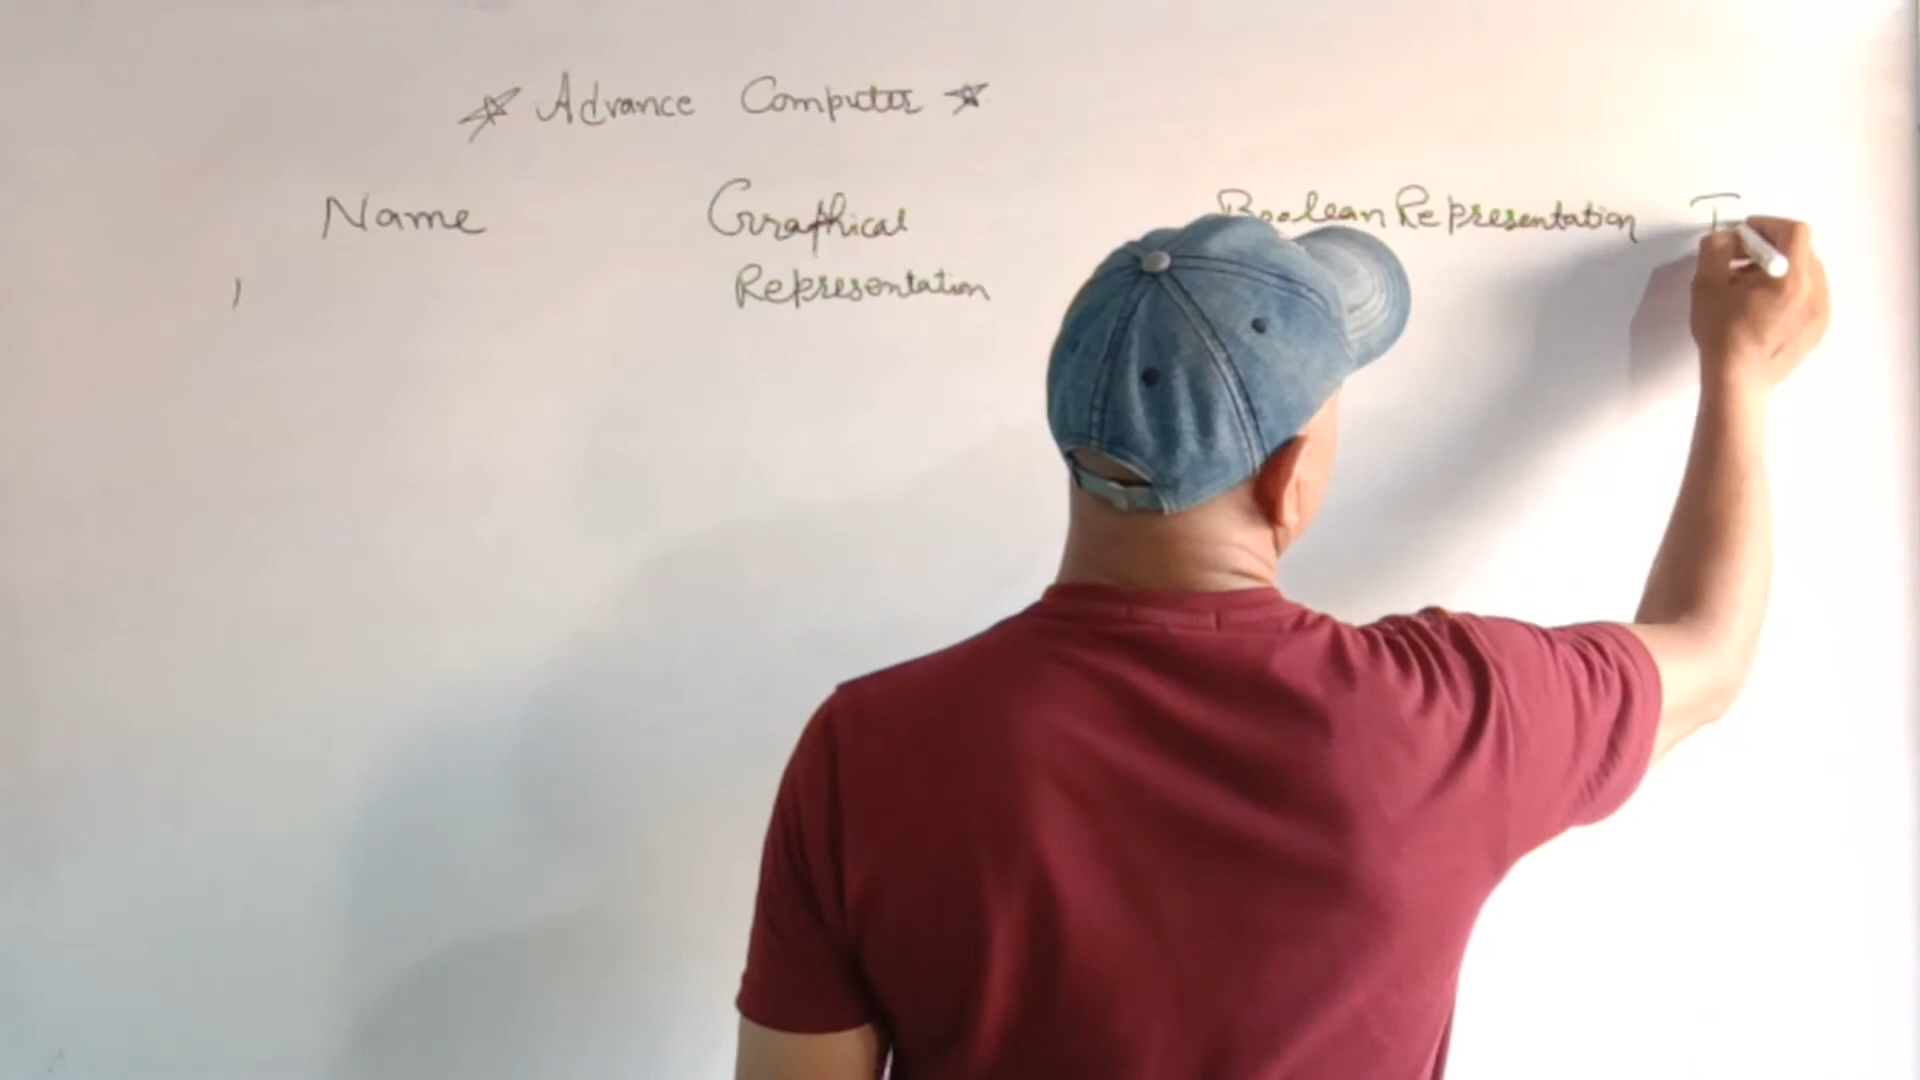 ☆ Advance Computer ☆
Name Graphical Boolean Representation T
Representation